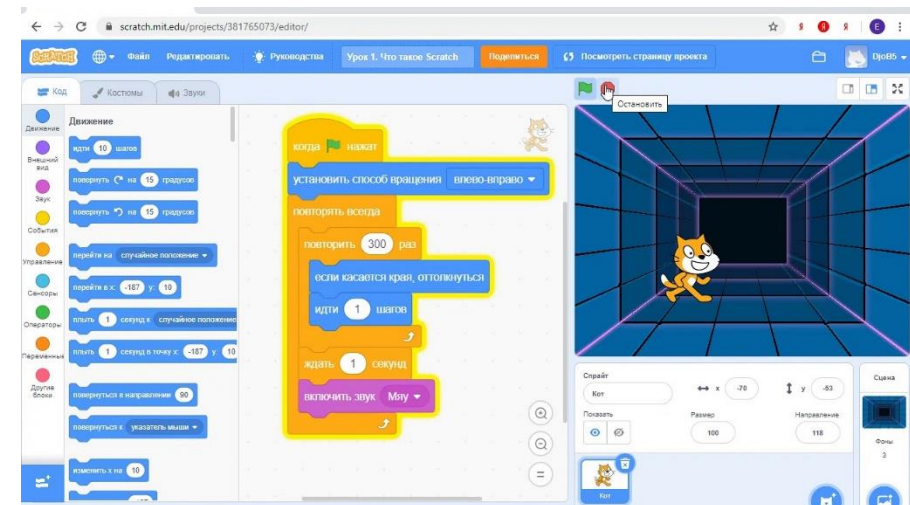 scratch.mit.edu/projects/381765073/editor/
SCRATCH
Файл
Редактировать
Руководства
Урок 1. Что такое Scratch
Поделиться
Посмотреть страницу проекта
DjoB5
Код
Костюмы
Звуки
Остановить
Движение
Внешний вид
Звук
События
Управление
Сенсоры
Операторы
Переменные
Другие блоки
Движение
идти 10 шагов
повернуть на 15 градусов
повернуть на 15 градусов
перейти на случайное положение
перейти в x: -187 y: 10
плыть 1 секунд к случайное положение
плыть 1 секунд в точку x: -187 y: 10
повернуться в направление 90
повернуться к указатель мыши
изменить x на 10
когда нажат
установить способ вращения влево-вправо
повторять всегда
повторить 300 раз
если касается края, оттолкнуться
идти 1 шагов
ждать 1 секунд
включить звук Мяу
Спрайт
Кот
x -70
y -53
Показать
Размер
100
Направление
118
Кот
Сцена
Фоны
3